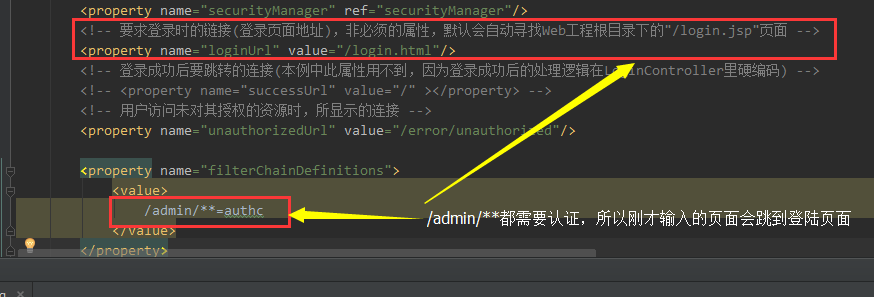 <property name="securityManager" ref="securityManager"/>
<!-- 要求登录时的链接(登录页面地址)，非必须的属性，默认会自动寻找Web工程根目录下的"/login.jsp"页面 -->
<property name="loginUrl" value="/login.html"/>
<!-- 登录成功后要跳转的连接(本例中此属性用不到，因为登录成功后的处理逻辑在LoginController里硬编码) -->
<!-- <property name="successUrl" value="/" ></property> -->
<!-- 用户访问未对其授权的资源时，所显示的连接 -->
<property name="unauthorizedUrl" value="/error/unauthorized"/>
<property name="filterChainDefinitions">
<value>
/admin/**=authc
/admin/**都需要认证，所以刚才输入的页面会跳到登陆页面
</value>
</property>